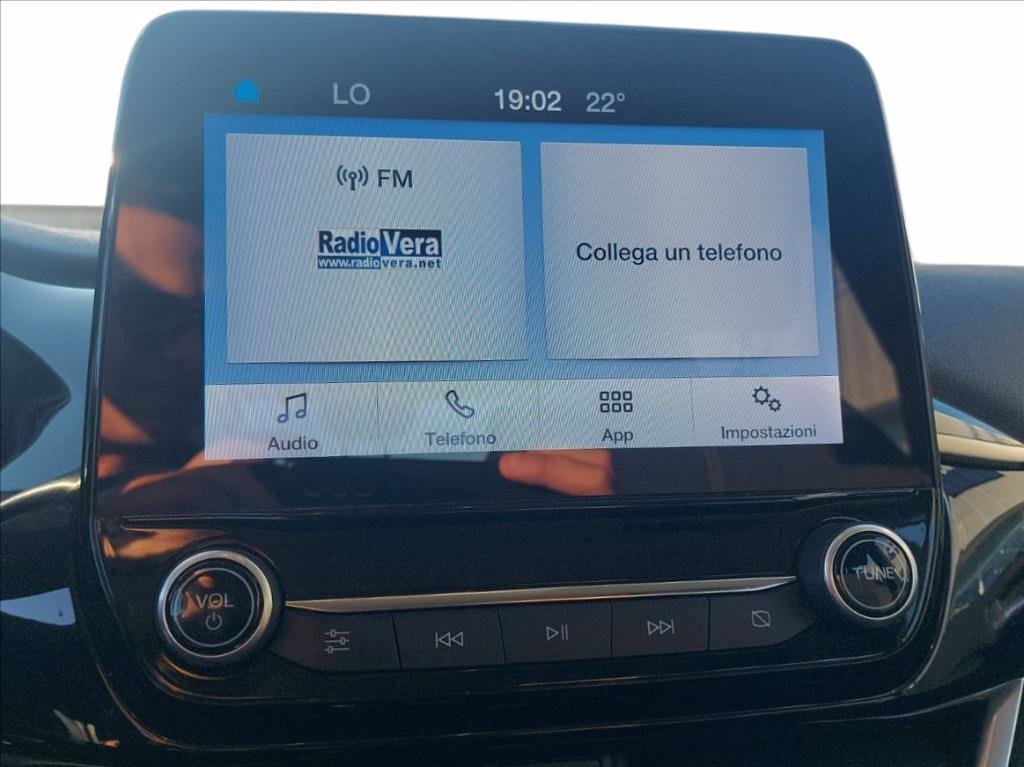 LO 19:02 22°
FM
RadioVera
www.radiovera.net
Collega un telefono
Audio Telefono App Impostazioni
VOL
TUNE